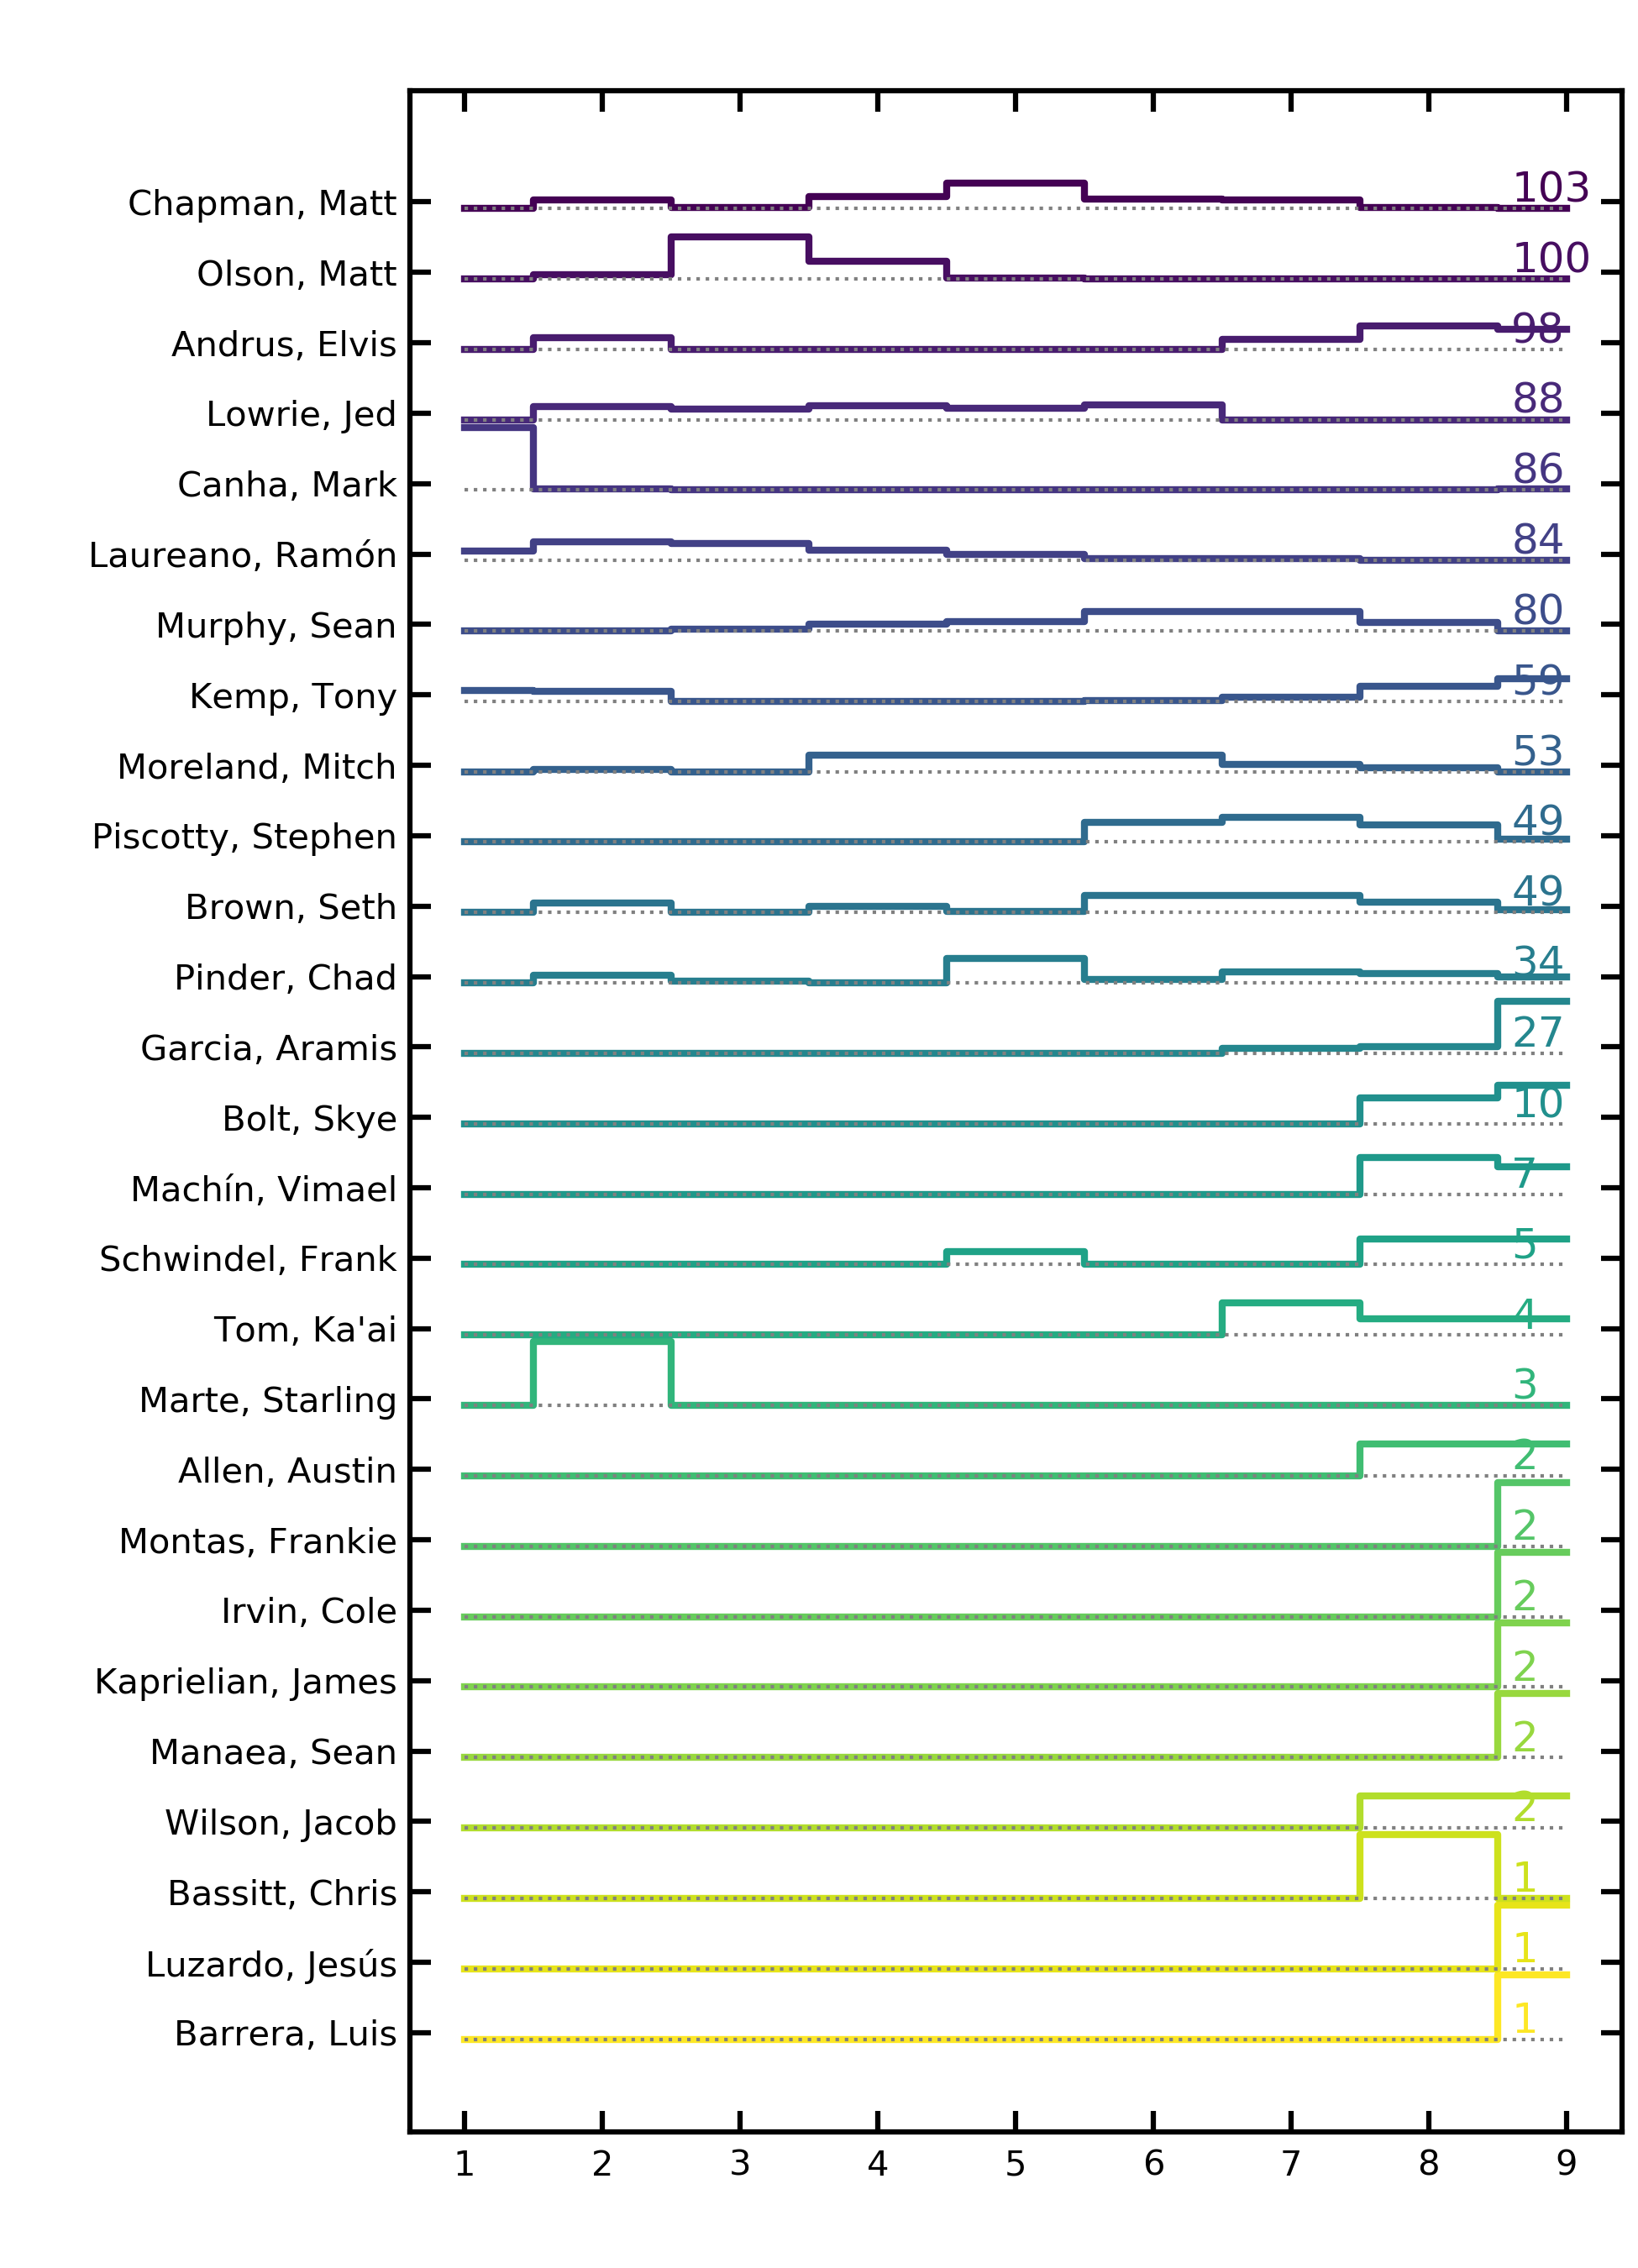 Chapman, Matt 103
Olson, Matt 100
Andrus, Elvis 98
Lowrie, Jed 88
Canha, Mark 86
Laureano, Ramón 84
Murphy, Sean 80
Kemp, Tony 59
Moreland, Mitch 53
Piscotty, Stephen 49
Brown, Seth 49
Pinder, Chad 34
Garcia, Aramis 27
Bolt, Skye 10
Machín, Vimael 7
Schwindel, Frank 5
Tom, Ka'ai 4
Marte, Starling 3
Allen, Austin 2
Montas, Frankie 2
Irvin, Cole 2
Kaprielian, James 2
Manaea, Sean 2
Wilson, Jacob 2
Bassitt, Chris 1
Luzardo, Jesús 1
Barrera, Luis 1
1 2 3 4 5 6 7 8 9